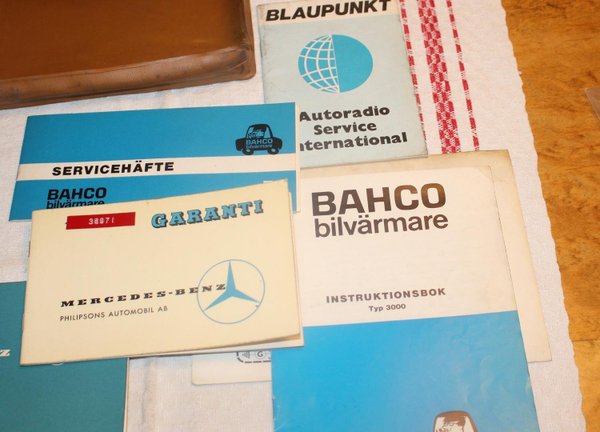 BLAUPUNKT
Autoradio
Service
International
BAHCO
SERVICEHÄFTE
BAHCO
bilvärmare
38971
GARANTI
MERCEDES-BENZ
PHILIPSONS AUTOMOBIL AB
BAHCO
bilvärmare
INSTRUKTIONSBOK
Typ 3000